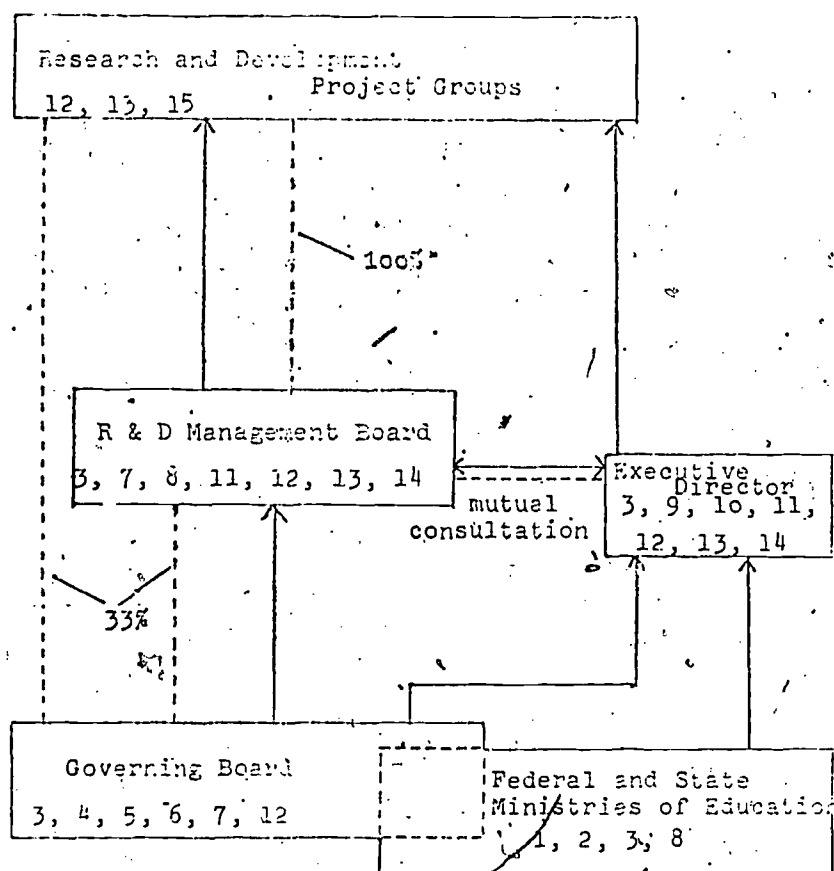 Research and Development
Project Groups
12, 13, 15
100%
R & D Management Board
3, 7, 8, 11, 12, 13, 14
mutual
consultation
Executive
Director
3, 9, 10, 11,
12, 13, 14
33%
Governing Board
3, 4, 5, 6, 7, 12
Federal and State
Ministries of Education
1, 2, 3, 8